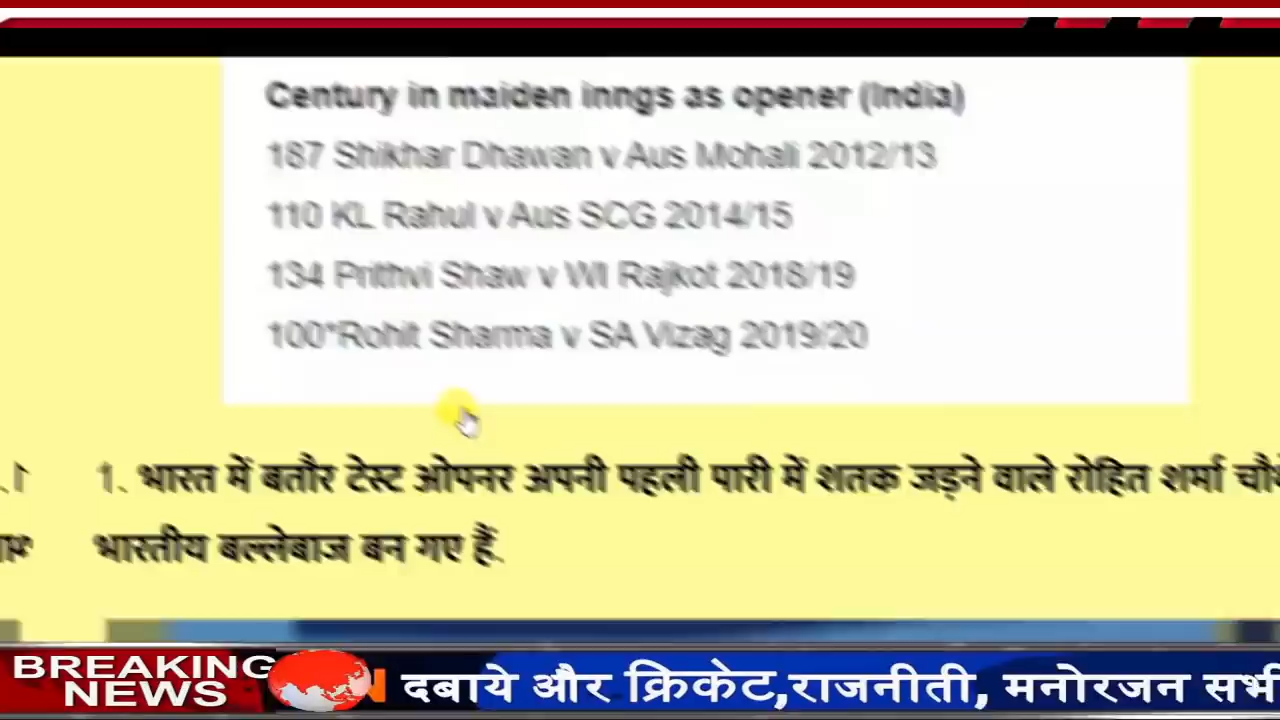 Century in maiden inngs as opener (India)
187 Shikhar Dhawan v Aus Mohali 2012/13
110 KL Rahul v Aus SCG 2014/15
134 Prithvi Shaw v WI Rajkot 2018/19
100*Rohit Sharma v SA Vizag 2019/20
1. भारत में बतौर टेस्ट ओपनर अपनी पहली पारी में शतक जड़ने वाले रोहित शर्मा
भारतीय बल्लेबाज बन गए हैं.
BREAKING
NEWS
दबाये और क्रिकेट,राजनीती, मनोरजन सभी